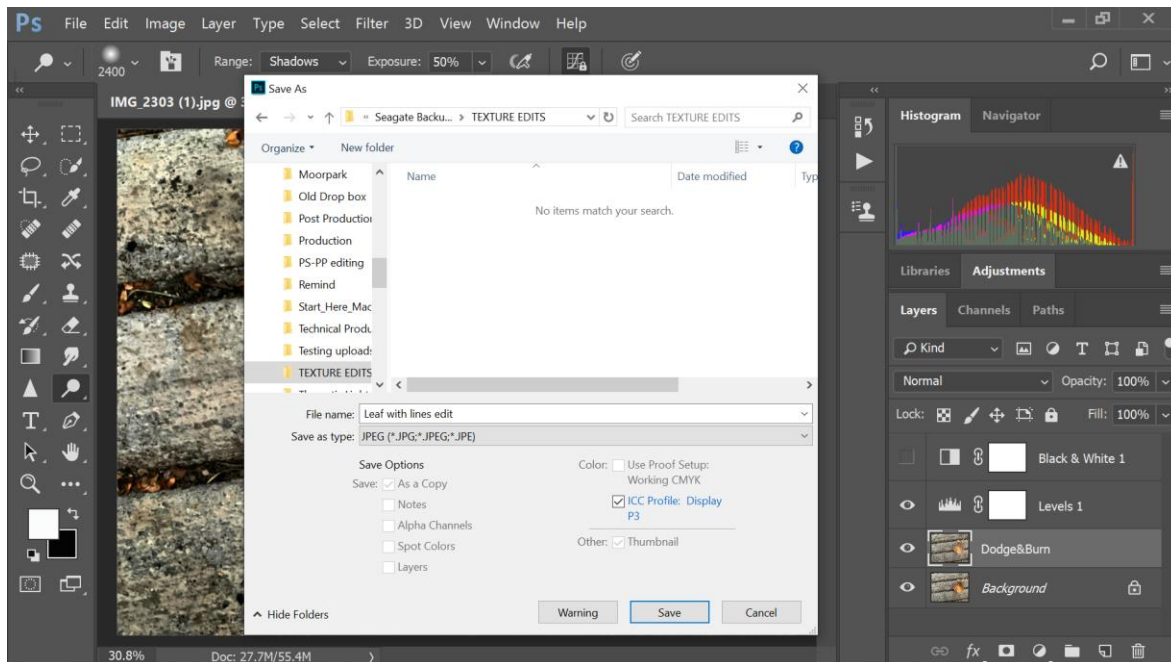 Ps File Edit Image Layer Type Select Filter 3D View Window Help
2400 Range: Shadows Exposure: 50%
IMG_2303 (1).jpg @
Save As
« Seagate Backu... > TEXTURE EDITS Search TEXTURE EDITS
Organize New folder
Name Date modified Typ
No items match your search.
Moorpark
Old Drop box
Post Production
Production
PS-PP editing
Remind
Start_Here_Mac
Technical Produ
Testing uploads
TEXTURE EDITS
File name: Leaf with lines edit
Save as type: JPEG (*.JPG;*.JPEG;*.JPE)
Save Options
Save: As a Copy
Notes
Alpha Channels
Spot Colors
Layers
Color: Use Proof Setup:
Working CMYK
ICC Profile: Display
P3
Other: Thumbnail
Hide Folders Warning Save Cancel
30.8% Doc: 27.7M/55.4M
Histogram Navigator
Libraries Adjustments
Layers Channels Paths
Kind
Normal Opacity: 100%
Lock: Fill: 100%
Black & White 1
Levels 1
Dodge&Burn
Background
fx